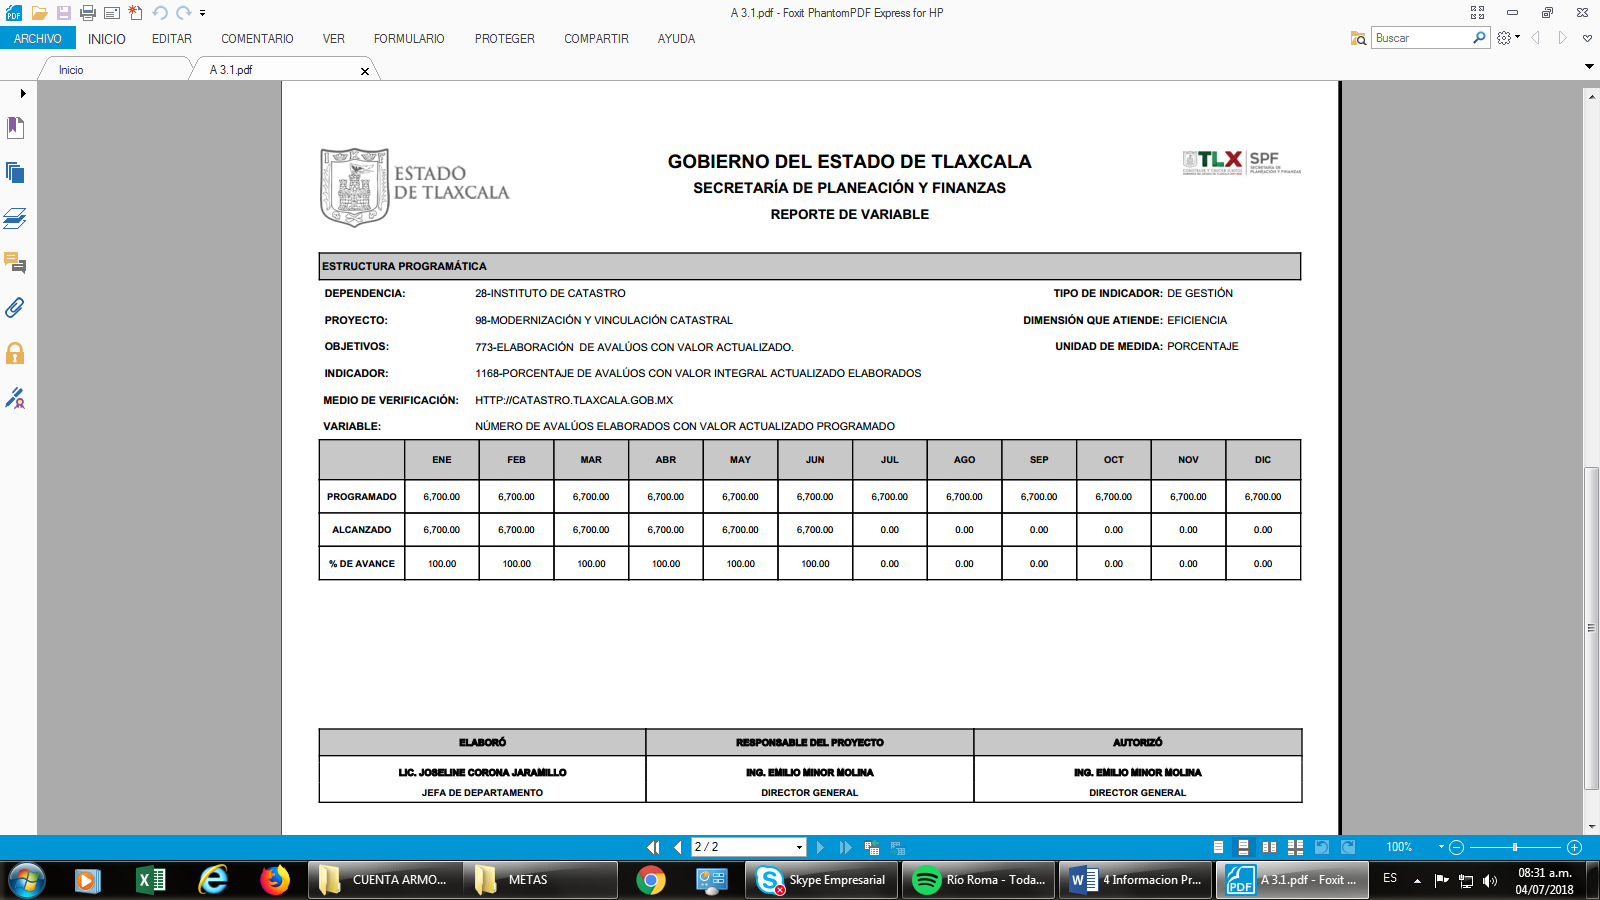 A 3.1.pdf - Foxit PhantomPDF Express for HP
ARCHIVO INICIO EDITAR COMENTARIO VER FORMULARIO PROTEGER COMPARTIR AYUDA Buscar
Inicio A 3.1.pdf
ESTADO DE TLAXCALA
GOBIERNO DEL ESTADO DE TLAXCALA
SECRETARÍA DE PLANEACIÓN Y FINANZAS
REPORTE DE VARIABLE
TLX SPF
SECRETARÍA DE PLANEACIÓN Y FINANZAS
ESTRUCTURA PROGRAMÁTICA
DEPENDENCIA: 28-INSTITUTO DE CATASTRO TIPO DE INDICADOR: DE GESTIÓN
PROYECTO: 98-MODERNIZACIÓN Y VINCULACIÓN CATASTRAL DIMENSIÓN QUE ATIENDE: EFICIENCIA
OBJETIVOS: 773-ELABORACIÓN DE AVALÚOS CON VALOR ACTUALIZADO. UNIDAD DE MEDIDA: PORCENTAJE
INDICADOR: 1168-PORCENTAJE DE AVALÚOS CON VALOR INTEGRAL ACTUALIZADO ELABORADOS
MEDIO DE VERIFICACIÓN: HTTP://CATASTRO.TLAXCALA.GOB.MX
VARIABLE: NÚMERO DE AVALÚOS ELABORADOS CON VALOR ACTUALIZADO PROGRAMADO
ENE FEB MAR ABR MAY JUN JUL AGO SEP OCT NOV DIC
PROGRAMADO 6,700.00 6,700.00 6,700.00 6,700.00 6,700.00 6,700.00 6,700.00 6,700.00 6,700.00 6,700.00 6,700.00 6,700.00
ALCANZADO 6,700.00 6,700.00 6,700.00 6,700.00 6,700.00 6,700.00 0.00 0.00 0.00 0.00 0.00 0.00
% DE AVANCE 100.00 100.00 100.00 100.00 100.00 100.00 0.00 0.00 0.00 0.00 0.00 0.00
ELABORÓ RESPONSABLE DEL PROYECTO AUTORIZÓ
LIC. JOSELINE CORONA JARAMILLO ING. EMILIO MINOR MOLINA ING. EMILIO MINOR MOLINA
JEFA DE DEPARTAMENTO DIRECTOR GENERAL DIRECTOR GENERAL
2 / 2 100%
CUENTA ARMO... METAS Skype Empresarial Río Roma - Toda... 4 Informacion Pr... A 3.1.pdf - Foxit ... ES 08:31 a.m.
04/07/2018